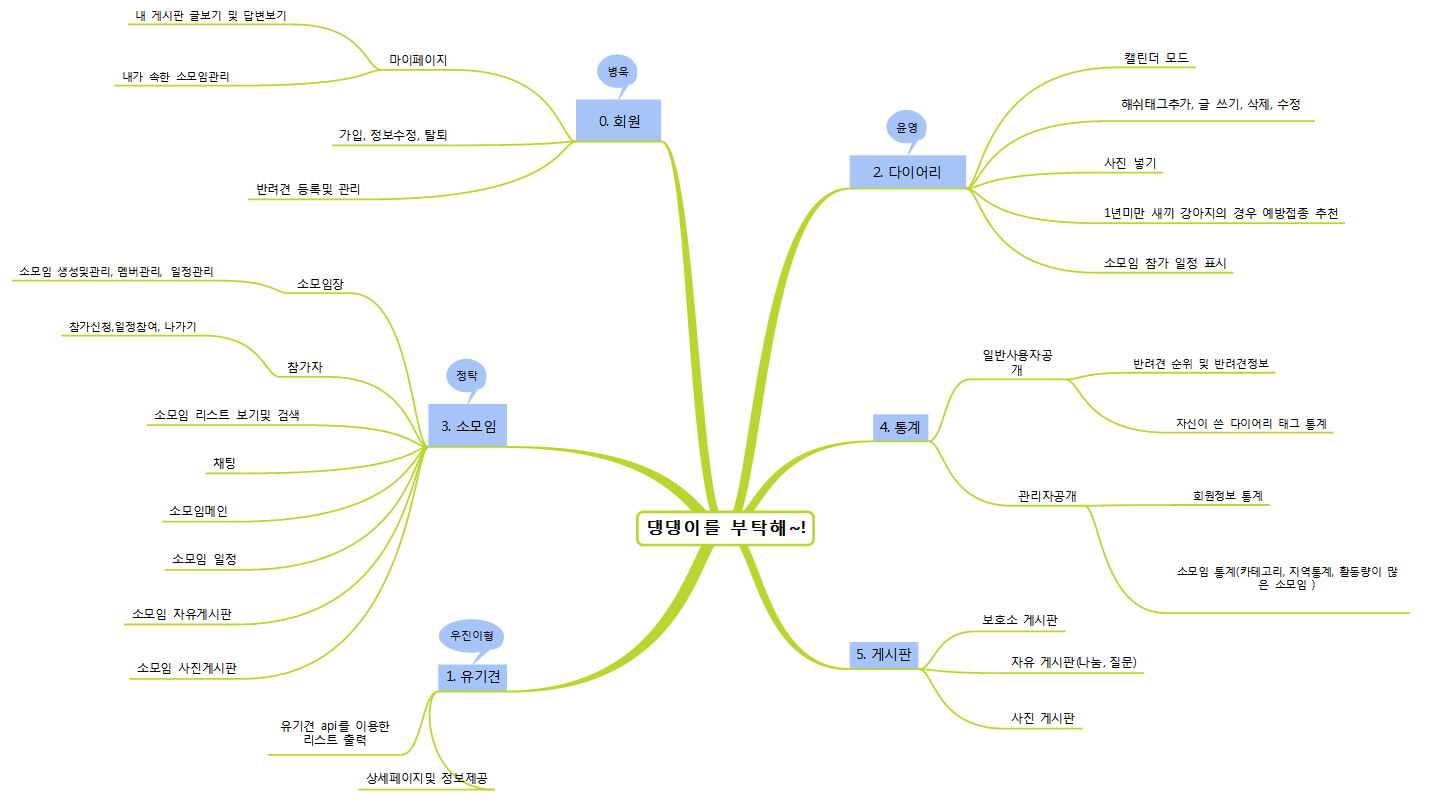 내 게시판 글보기 및 답변보기
마이페이지
내가 속한 소모임관리
병욱
0. 회원
가입, 정보수정, 탈퇴
반려견 등록및 관리
윤영
2. 다이어리
캘린더 모드
해쉬태그추가, 글 쓰기, 삭제, 수정
사진 넣기
1년미만 새끼 강아지의 경우 예방접종 추천
소모임 참가 일정 표시
소모임 생성및관리, 멤버관리, 일정관리
소모임장
참가신청,일정참여, 나가기
참가자
정탁
3. 소모임
소모임 리스트 보기및 검색
채팅
소모임메인
소모임 일정
소모임 자유게시판
소모임 사진게시판
일반사용자공
개
반려견 순위 및 반려견정보
자신이 쓴 다이어리 태그 통계
4. 통계
관리자공개
회원정보 통계
소모임 통계(카테고리, 지역통계, 활동량이 많
은 소모임 )
댕댕이를 부탁해~!
우진이형
1. 유기견
유기견 api를 이용한
리스트 출력
상세페이지및 정보제공
5. 게시판
보호소 게시판
자유 게시판(나눔, 질문)
사진 게시판